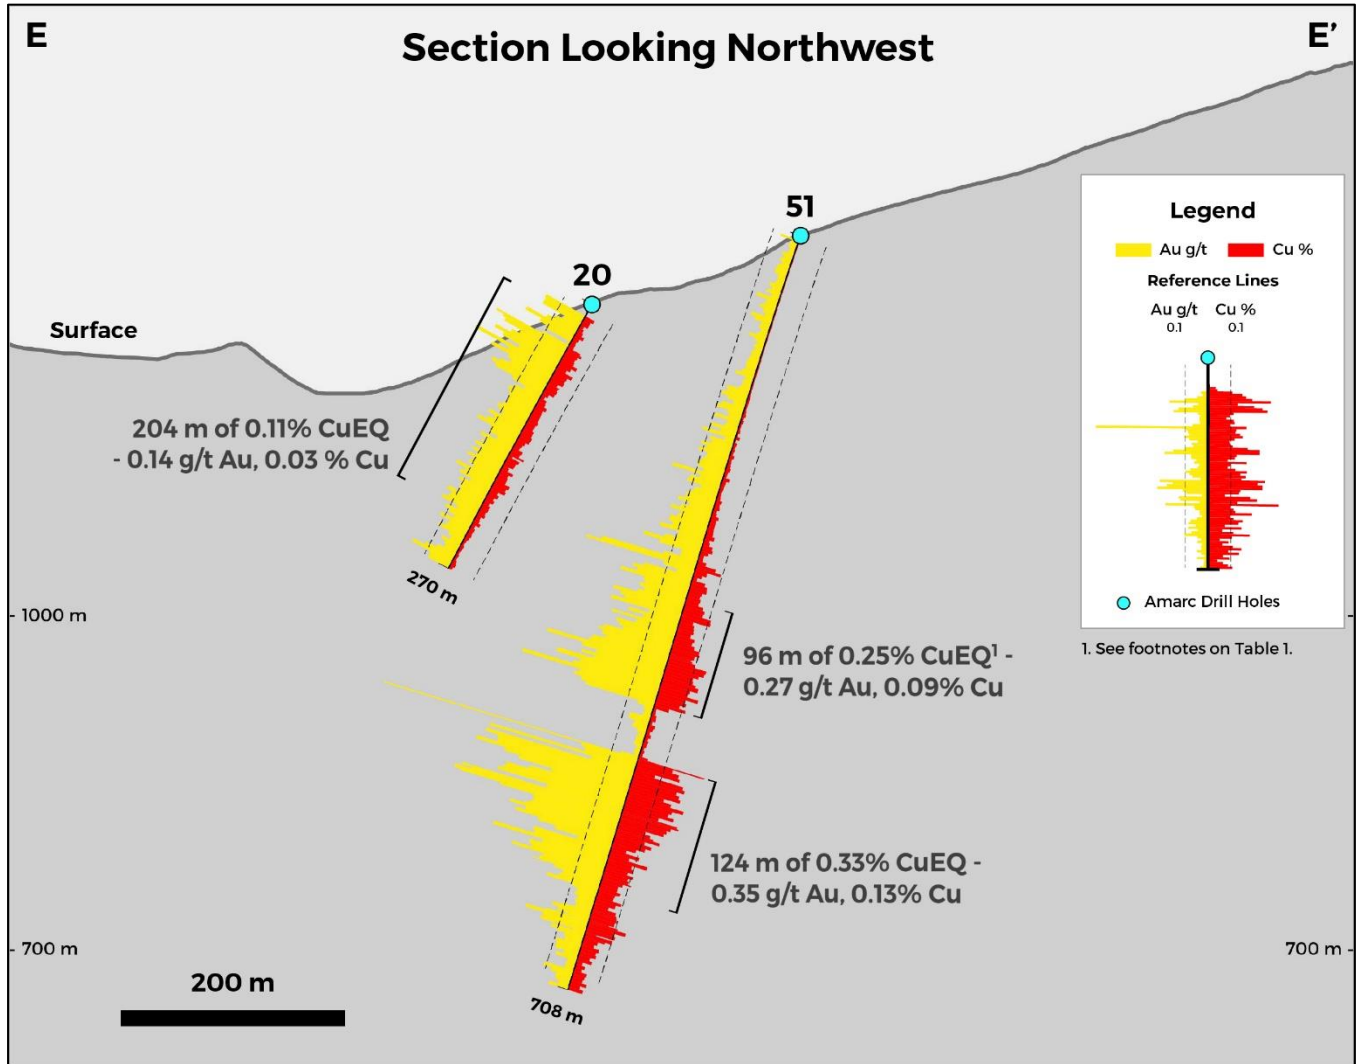 E
Section Looking Northwest
E’
51
20
Surface
204 m of 0.11% CuEQ
- 0.14 g/t Au, 0.03 % Cu
270 m
- 1000 m
96 m of 0.25% CuEQ¹ -
0.27 g/t Au, 0.09% Cu
124 m of 0.33% CuEQ -
0.35 g/t Au, 0.13% Cu
- 700 m
700 m -
200 m
708 m
Legend
Au g/t
Cu %
Reference Lines
Au g/t
Cu %
0.1
0.1
Amarc Drill Holes
1. See footnotes on Table 1.